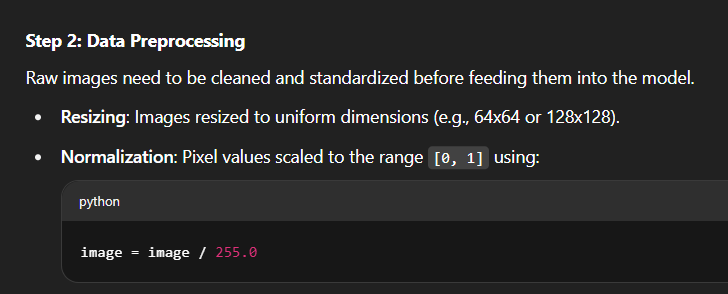 Step 2: Data Preprocessing
Raw images need to be cleaned and standardized before feeding them into the model.
• Resizing: Images resized to uniform dimensions (e.g., 64x64 or 128x128).
• Normalization: Pixel values scaled to the range [0, 1] using:
python
image = image / 255.0